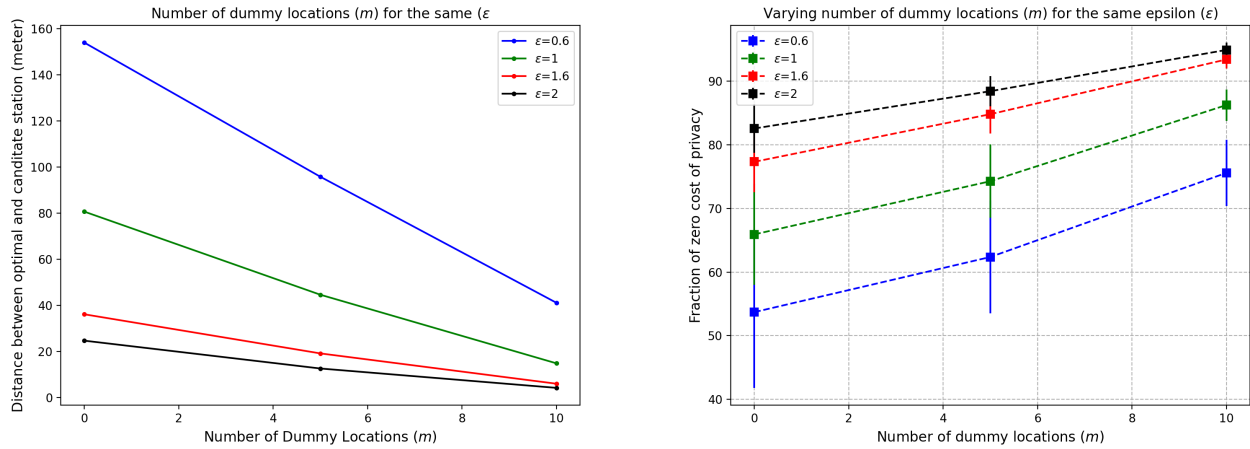 Number of dummy locations (m) for the same (ε
Distance between optimal and canditate station (meter)
160
140
120
100
80
60
40
20
0
0 2 4 6 8 10
Number of Dummy Locations (m)
ε=0.6
ε=1
ε=1.6
ε=2
Varying number of dummy locations (m) for the same epsilon (ε)
Fraction of zero cost of privacy
90
80
70
60
50
40
0 2 4 6 8 10
Number of dummy locations (m)
ε=0.6
ε=1
ε=1.6
ε=2